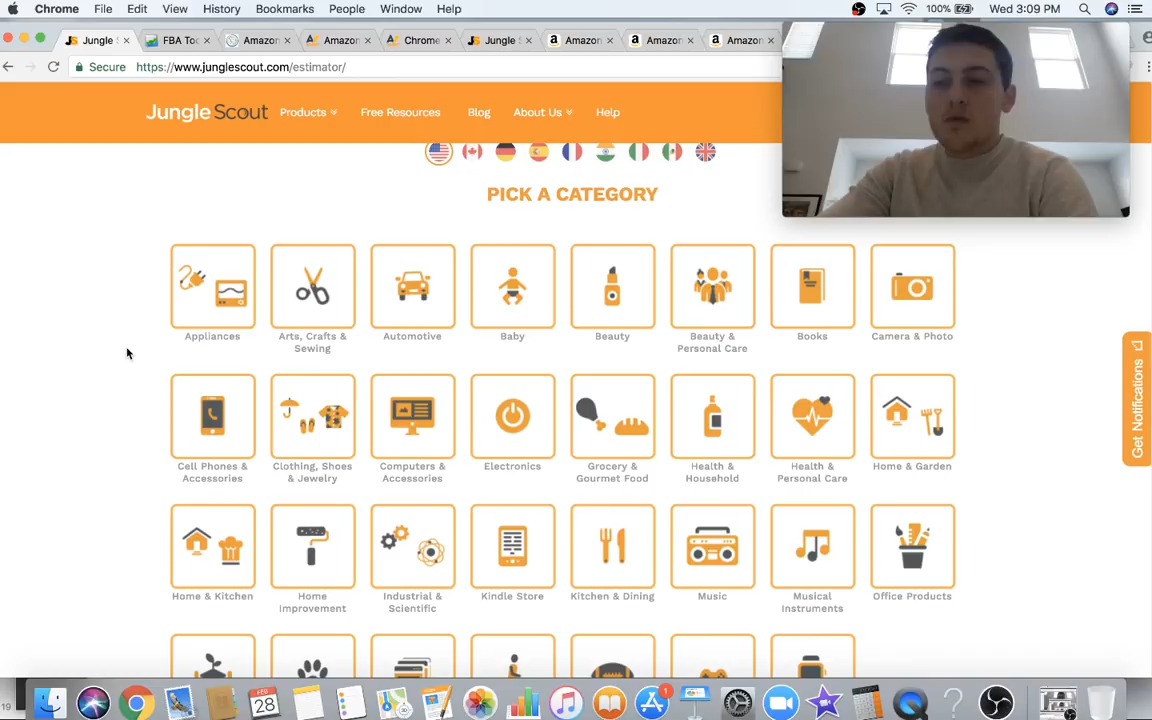 Chrome File Edit View History Bookmarks People Window Help 100% Wed 3:09 PM
Jungle S FBA Too Amazon Amazon Chrome Jungle S Amazon Amazon Amazon
Secure https://www.junglescout.com/estimator/
Jungle Scout Products Free Resources Blog About Us Help
PICK A CATEGORY
Appliances
Arts, Crafts &
Sewing
Automotive
Baby
Beauty
Beauty &
Personal Care
Books
Camera & Photo
Cell Phones &
Accessories
Clothing, Shoes
& Jewelry
Computers &
Accessories
Electronics
Grocery &
Gourmet Food
Health &
Household
Health &
Personal Care
Home & Garden
Home & Kitchen
Home
Improvement
Industrial &
Scientific
Kindle Store
Kitchen & Dining
Music
Musical
Instruments
Office Products
Get Notifications
FEB
28
1
19